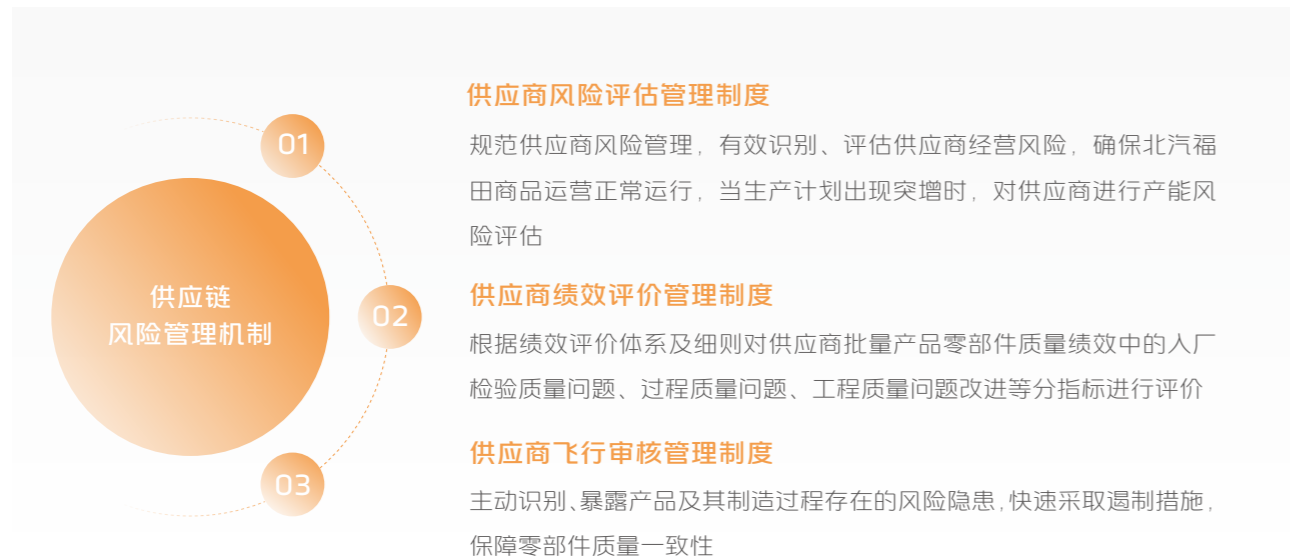 供应链
风险管理机制
01
供应商风险评估管理制度
规范供应商风险管理，有效识别、评估供应商经营风险，确保北汽福
田商品运营正常运行，当生产计划出现突增时，对供应商进行产能风
险评估
02
供应商绩效评价管理制度
根据绩效评价体系及细则对供应商批量产品零部件质量绩效中的入厂
检验质量问题、过程质量问题、工程质量问题改进等分指标进行评价
03
供应商飞行审核管理制度
主动识别、暴露产品及其制造过程存在的风险隐患，快速采取遏制措施，
保障零部件质量一致性